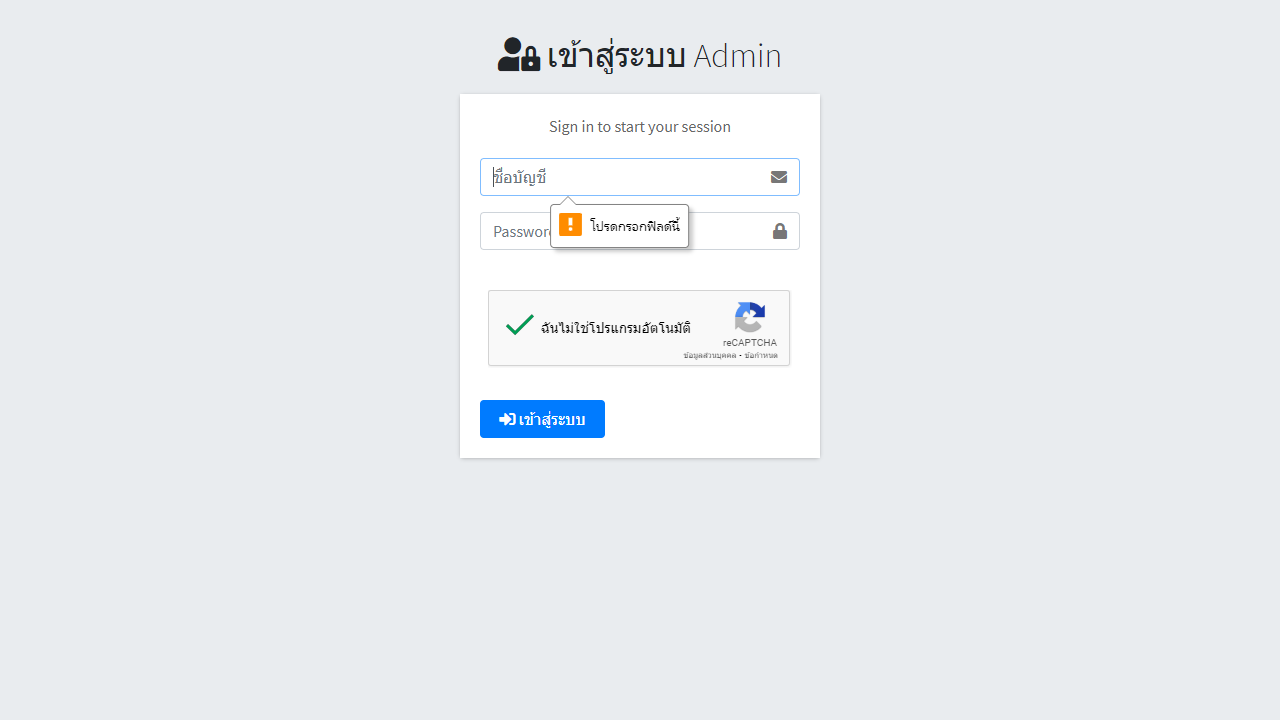 เข้าสู่ระบบ Admin
Sign in to start your session
ชื่อบัญชี
โปรดกรอกฟิลด์นี้
Password
ฉันไม่ใช่โปรแกรมอัตโนมัติ
reCAPTCHA
ข้อมูลส่วนบุคคล - ข้อกำหนด
เข้าสู่ระบบ